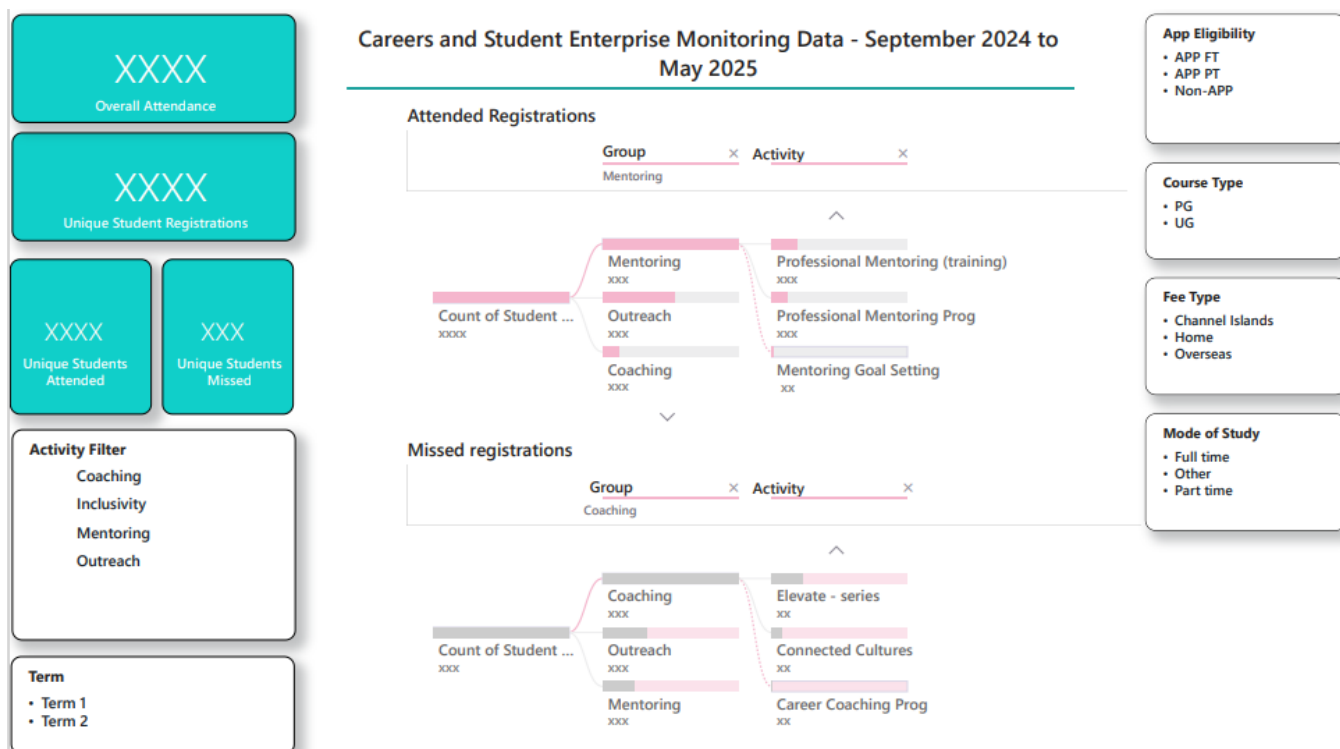 XXXX
Overall Attendance
XXXX
Unique Student Registrations
XXXX
Unique Students
Attended
XXX
Unique Students
Missed
Activity Filter
Coaching
Inclusivity
Mentoring
Outreach
Term
• Term 1
• Term 2
Careers and Student Enterprise Monitoring Data - September 2024 to
May 2025
Attended Registrations
Group
Mentoring
Activity
Count of Student ...
xxxx
Mentoring
xxx
Outreach
xxx
Coaching
xxx
Professional Mentoring (training)
xxx
Professional Mentoring Prog
xxx
Mentoring Goal Setting
xx
Missed registrations
Group
Coaching
Activity
Count of Student ...
xxx
Coaching
xxx
Outreach
xxx
Mentoring
xxx
Elevate - series
xx
Connected Cultures
xx
Career Coaching Prog
xx
App Eligibility
• APP FT
• APP PT
• Non-APP
Course Type
• PG
• UG
Fee Type
• Channel Islands
• Home
• Overseas
Mode of Study
• Full time
• Other
• Part time